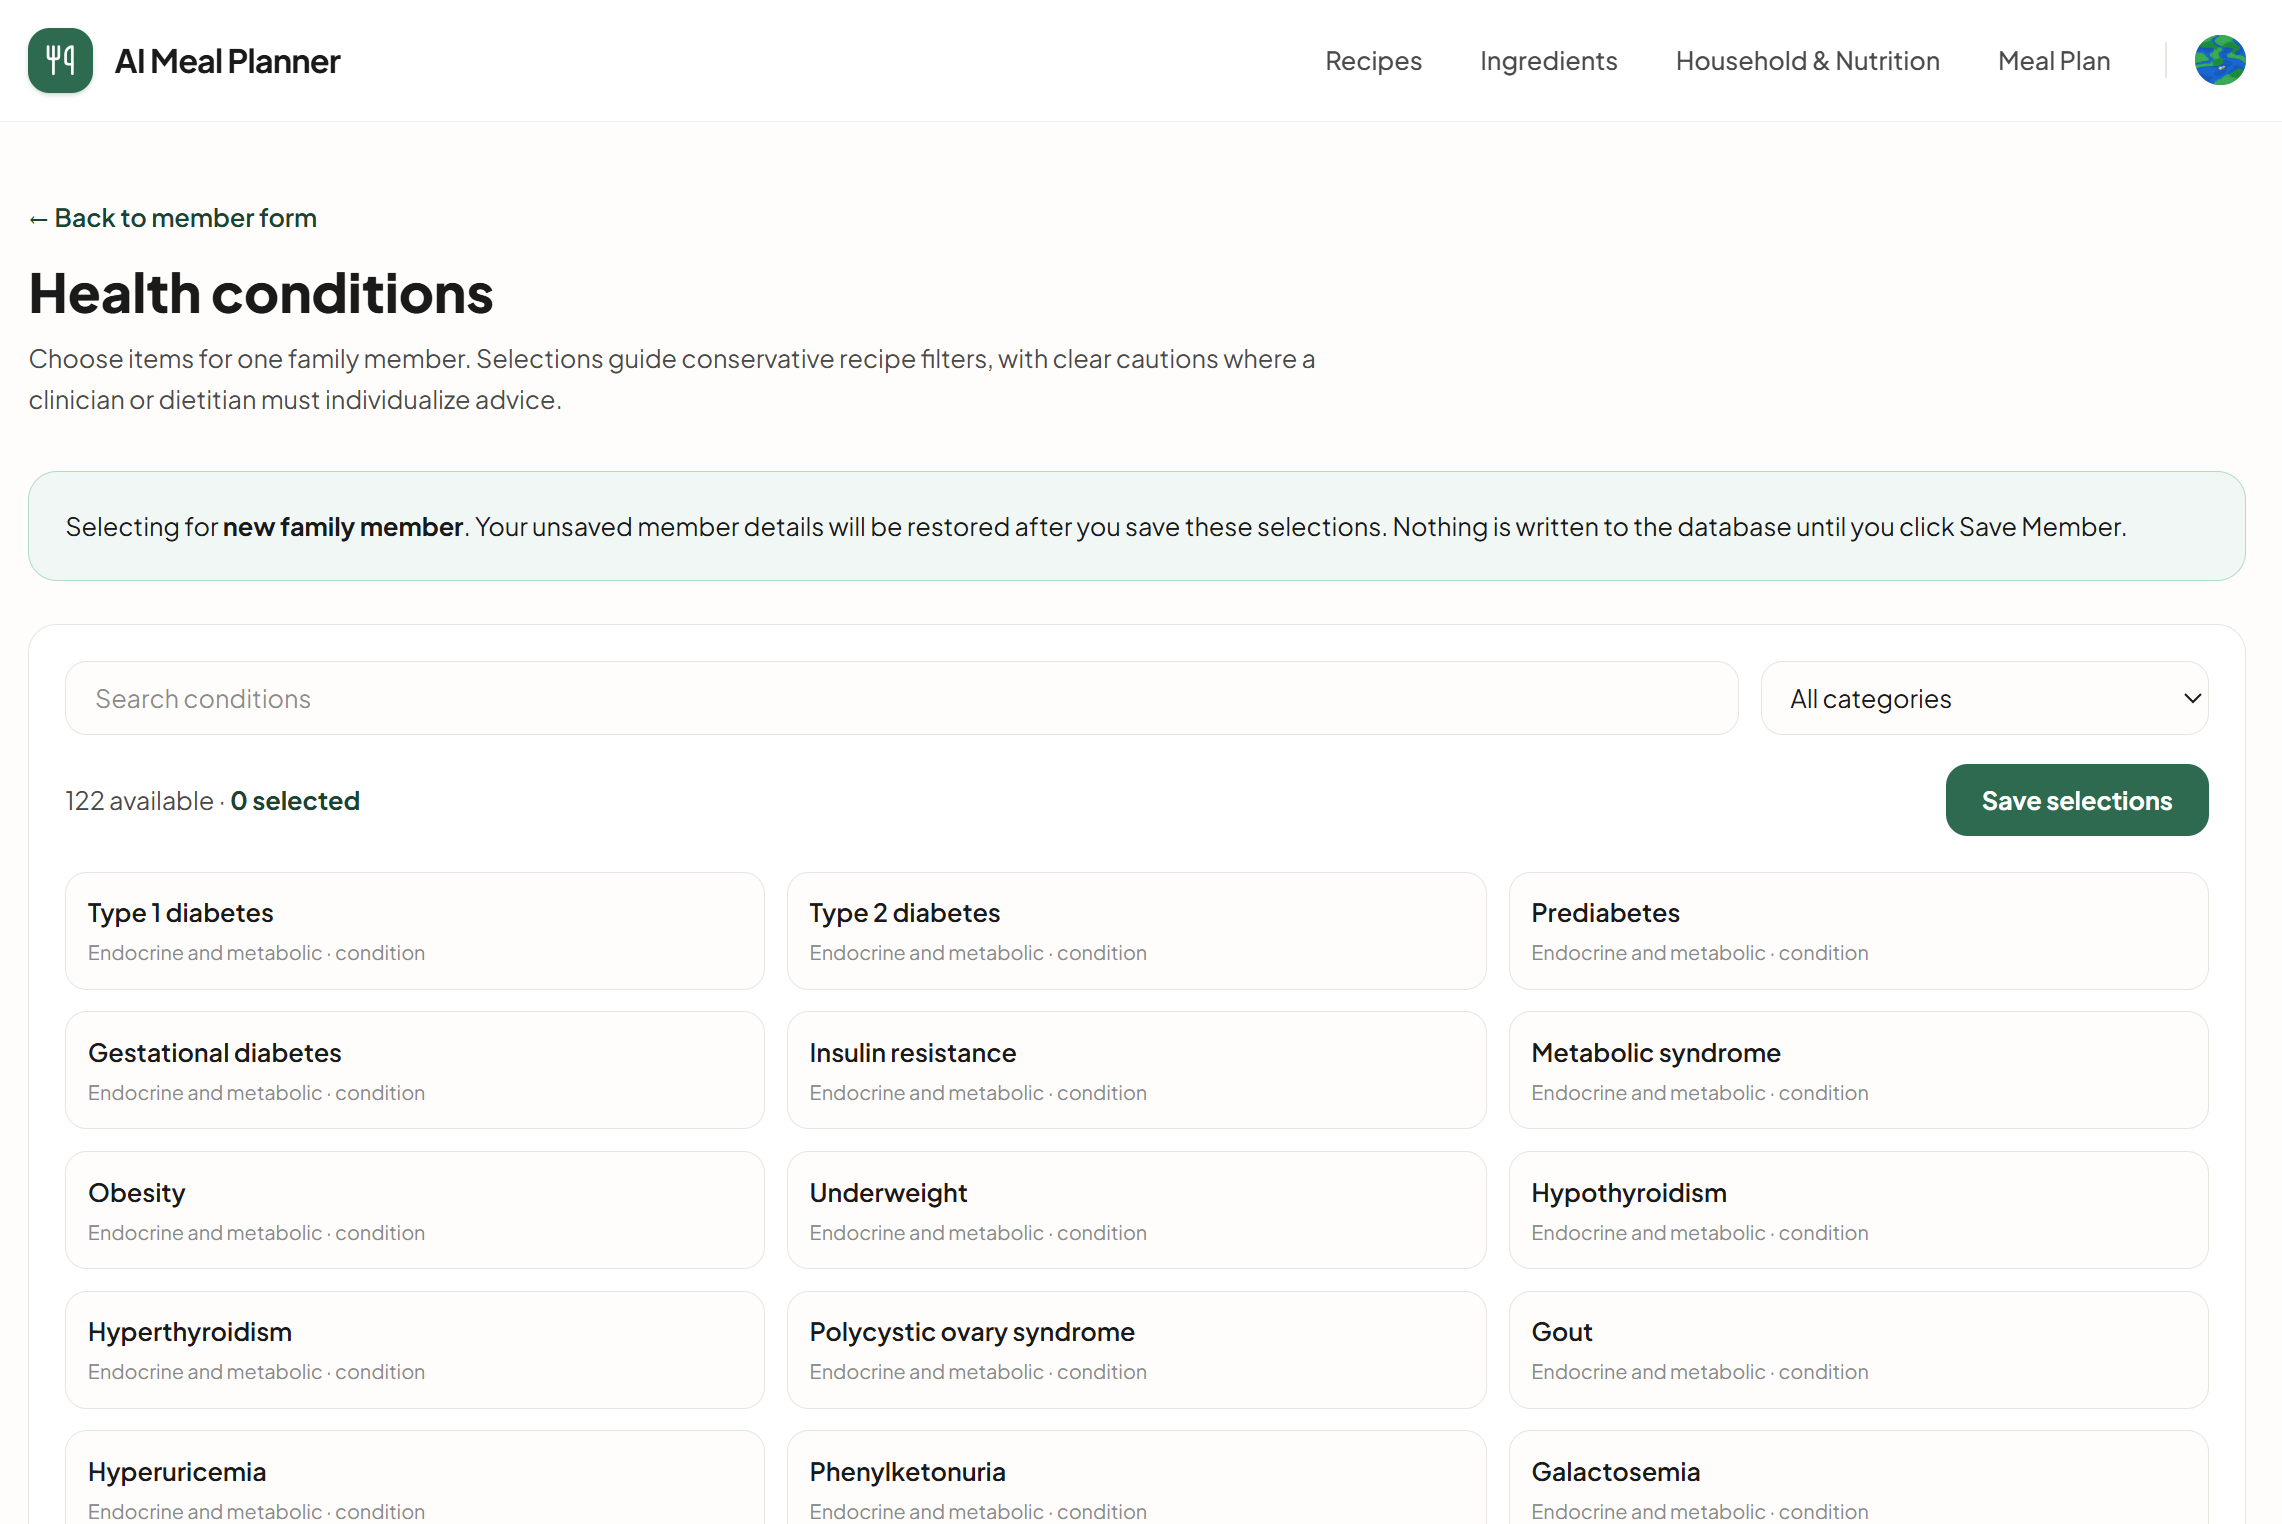 AI Meal Planner
Recipes
Ingredients
Household & Nutrition
Meal Plan
← Back to member form
Health conditions
Choose items for one family member. Selections guide conservative recipe filters, with clear cautions where a
clinician or dietitian must individualize advice.
Selecting for new family member. Your unsaved member details will be restored after you save these selections. Nothing is written to the database until you click Save Member.
Search conditions
All categories
122 available · 0 selected
Save selections
Type 1 diabetes
Endocrine and metabolic · condition
Type 2 diabetes
Endocrine and metabolic · condition
Prediabetes
Endocrine and metabolic · condition
Gestational diabetes
Endocrine and metabolic · condition
Insulin resistance
Endocrine and metabolic · condition
Metabolic syndrome
Endocrine and metabolic · condition
Obesity
Endocrine and metabolic · condition
Underweight
Endocrine and metabolic · condition
Hypothyroidism
Endocrine and metabolic · condition
Hyperthyroidism
Endocrine and metabolic · condition
Polycystic ovary syndrome
Endocrine and metabolic · condition
Gout
Endocrine and metabolic · condition
Hyperuricemia
Endocrine and metabolic · condition
Phenylketonuria
Endocrine and metabolic · condition
Galactosemia
Endocrine and metabolic · condition